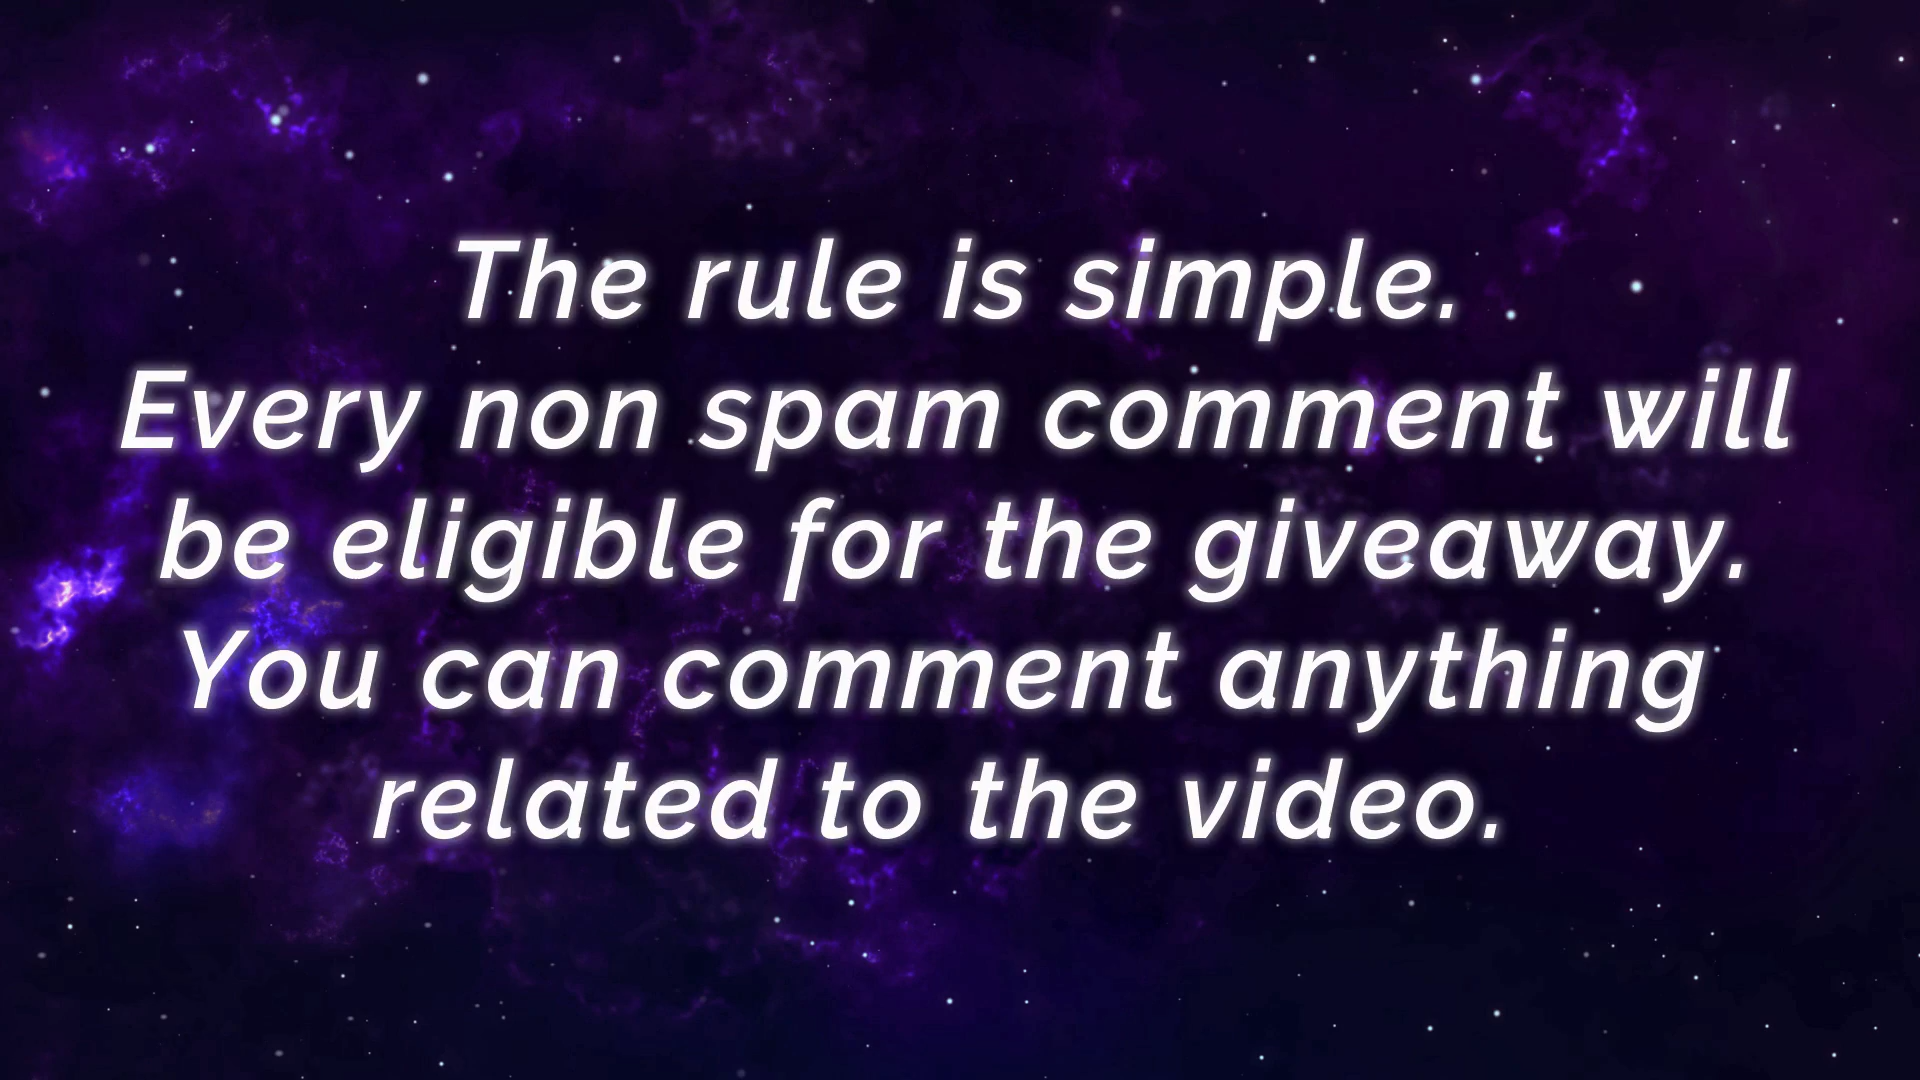 The rule is simple.
Every non spam comment will
be eligible for the giveaway.
You can comment anything
related to the video.